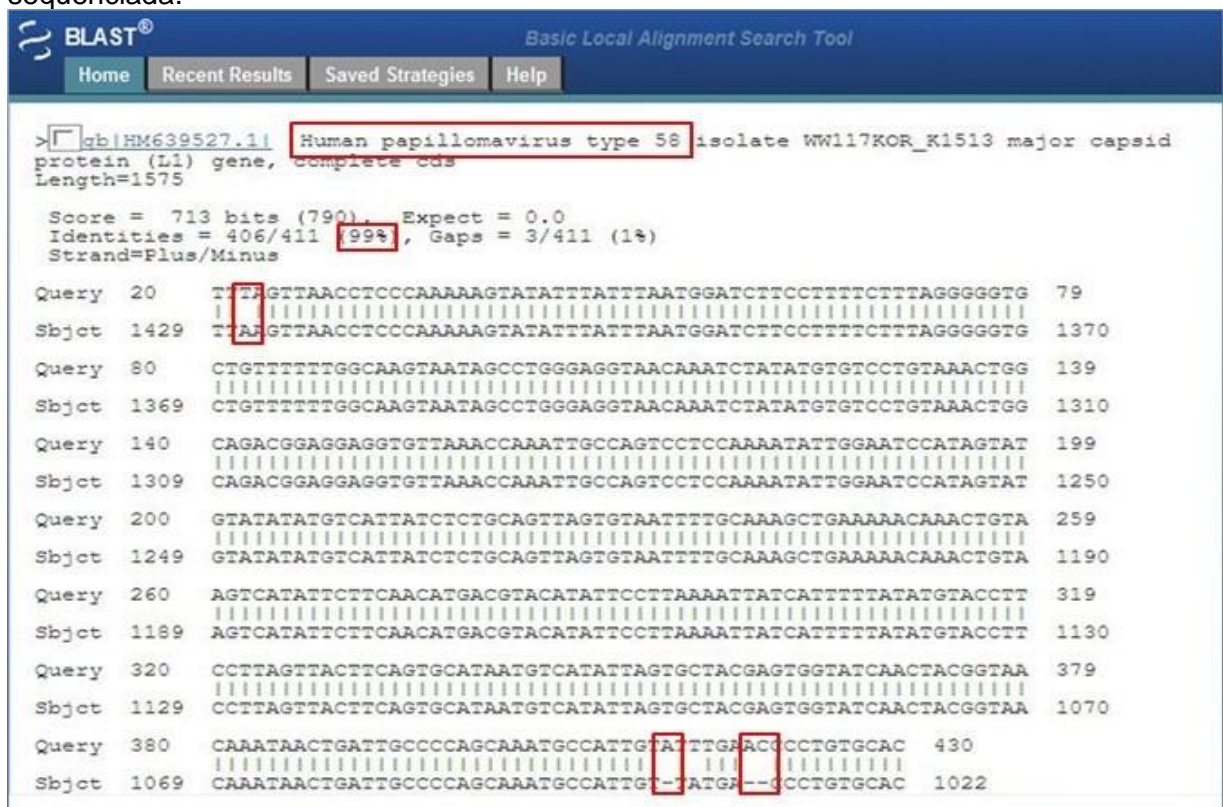 sequenciada.
BLAST® Basic Local Alignment Search Tool
Home Recent Results Saved Strategies Help
>gb|HM639527.1| Human papillomavirus type 58 isolate WW117KOR_K1513 major capsid
protein (L1) gene, complete cds
Length=1575
Score = 713 bits (790), Expect = 0.0
Identities = 406/411 (99%), Gaps = 3/411 (1%)
Strand=Plus/Minus
Query 20 TTTAGTTAACCTCCCAAAAAGTATATTTATTTAATGGATCTTCCTTTTCTTTAGGGGGTG 79
Sbjct 1429 TTAAGTTAACCTCCCAAAAAGTATATTTATTTAATGGATCTTCCTTTTCTTTAGGGGGTG 1370
Query 80 CTGTTTTTTGGCAAGTAATAGCCTGGGAGGTAACAAATCTATATGTGTCCTGTAAACTGG 139
Sbjct 1369 CTGTTTTTTGGCAAGTAATAGCCTGGGAGGTAACAAATCTATATGTGTCCTGTAAACTGG 1310
Query 140 CAGACGGAGGAGGTGTTAAACCAAATTGCCAGTCCTCCAAAATATTGGAATCCATAGTAT 199
Sbjct 1309 CAGACGGAGGAGGTGTTAAACCAAATTGCCAGTCCTCCAAAATATTGGAATCCATAGTAT 1250
Query 200 GTATATATGTCATTATCTCTGCAGTTAGTGTAATTTTGCAAAGCTGAAAAACAAACTGTA 259
Sbjct 1249 GTATATATGTCATTATCTCTGCAGTTAGTGTAATTTTGCAAAGCTGAAAAACAAACTGTA 1190
Query 260 AGTCATATTCTTCAACATGACGTACATATTCCTTAAAATTATCATTTTTATATGTACCTT 319
Sbjct 1189 AGTCATATTCTTCAACATGACGTACATATTCCTTAAAATTATCATTTTTATATGTACCTT 1130
Query 320 CCTTAGTTACTTCAGTGCATAATGTCATATTAGTGCTACGAGTGGTATCAACTACGGTAA 379
Sbjct 1129 CCTTAGTTACTTCAGTGCATAATGTCATATTAGTGCTACGAGTGGTATCAACTACGGTAA 1070
Query 380 CAAATAACTGATTGCCCCAGCAAATGCCATTGTATTTGAACGCCTGTGCAC 430
Sbjct 1069 CAAATAACTGATTGCCCCAGCAAATGCCATTGT-TATGA--GCCTGTGCAC 1022